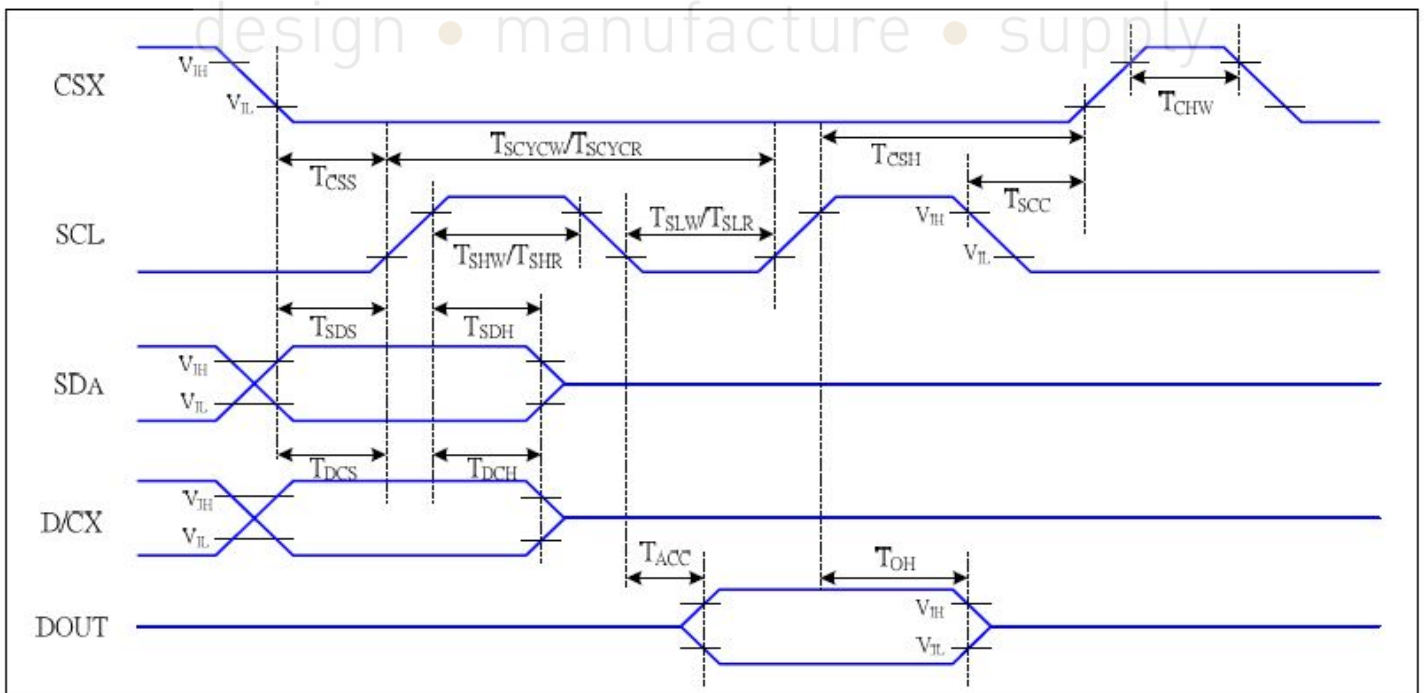 design • manufacture • supply
CSX
VIH
VIL
TCHW
TSCYCW/TSCYCR
TCSS
TCSH
TSCC
SCL
TSHW/TSHR
TSLW/TSLR
VIH
VIL
TSDS
TSDH
SDA
VIH
VIL
TDCS
TDCH
D/CX
VIH
VIL
TACC
TOH
DOUT
VIH
VIL